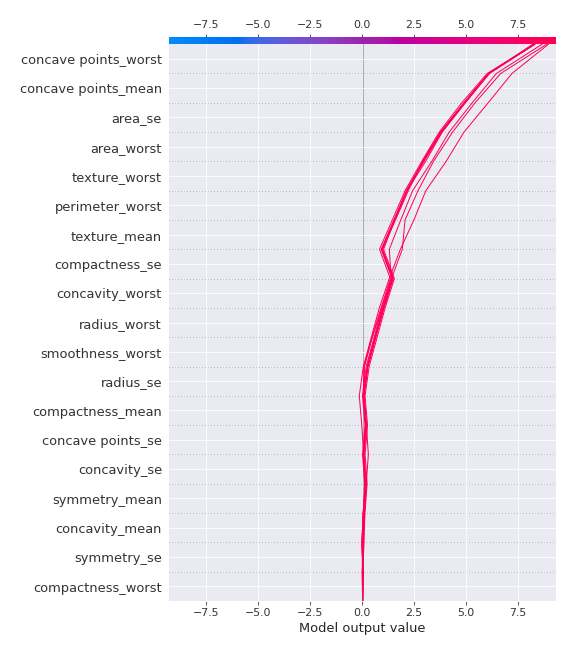 −7.5 −5.0 −2.5 0.0 2.5 5.0 7.5
concave points_worst
concave points_mean
area_se
area_worst
texture_worst
perimeter_worst
texture_mean
compactness_se
concavity_worst
radius_worst
smoothness_worst
radius_se
compactness_mean
concave points_se
concavity_se
symmetry_mean
concavity_mean
symmetry_se
compactness_worst
−7.5 −5.0 −2.5 0.0 2.5 5.0 7.5
Model output value